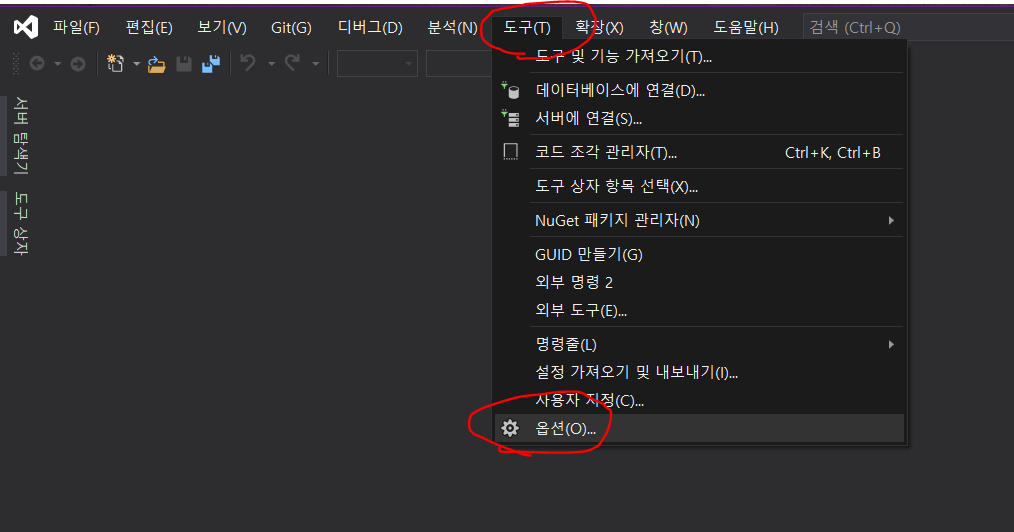 파일(F) 편집(E) 보기(V) Git(G) 디버그(D) 분석(N) 도구(T) 확장(X) 창(W) 도움말(H) 검색 (Ctrl+Q)
도구 및 기능 가져오기(T)...
데이터베이스에 연결(D)...
서버에 연결(S)...
코드 조각 관리자(T)... Ctrl+K, Ctrl+B
도구 상자 항목 선택(X)...
NuGet 패키지 관리자(N)
GUID 만들기(G)
외부 명령 2
외부 도구(E)...
명령줄(L)
설정 가져오기 및 내보내기(I)...
사용자 지정(C)...
옵션(O)...
서버 탐색기
도구 상자